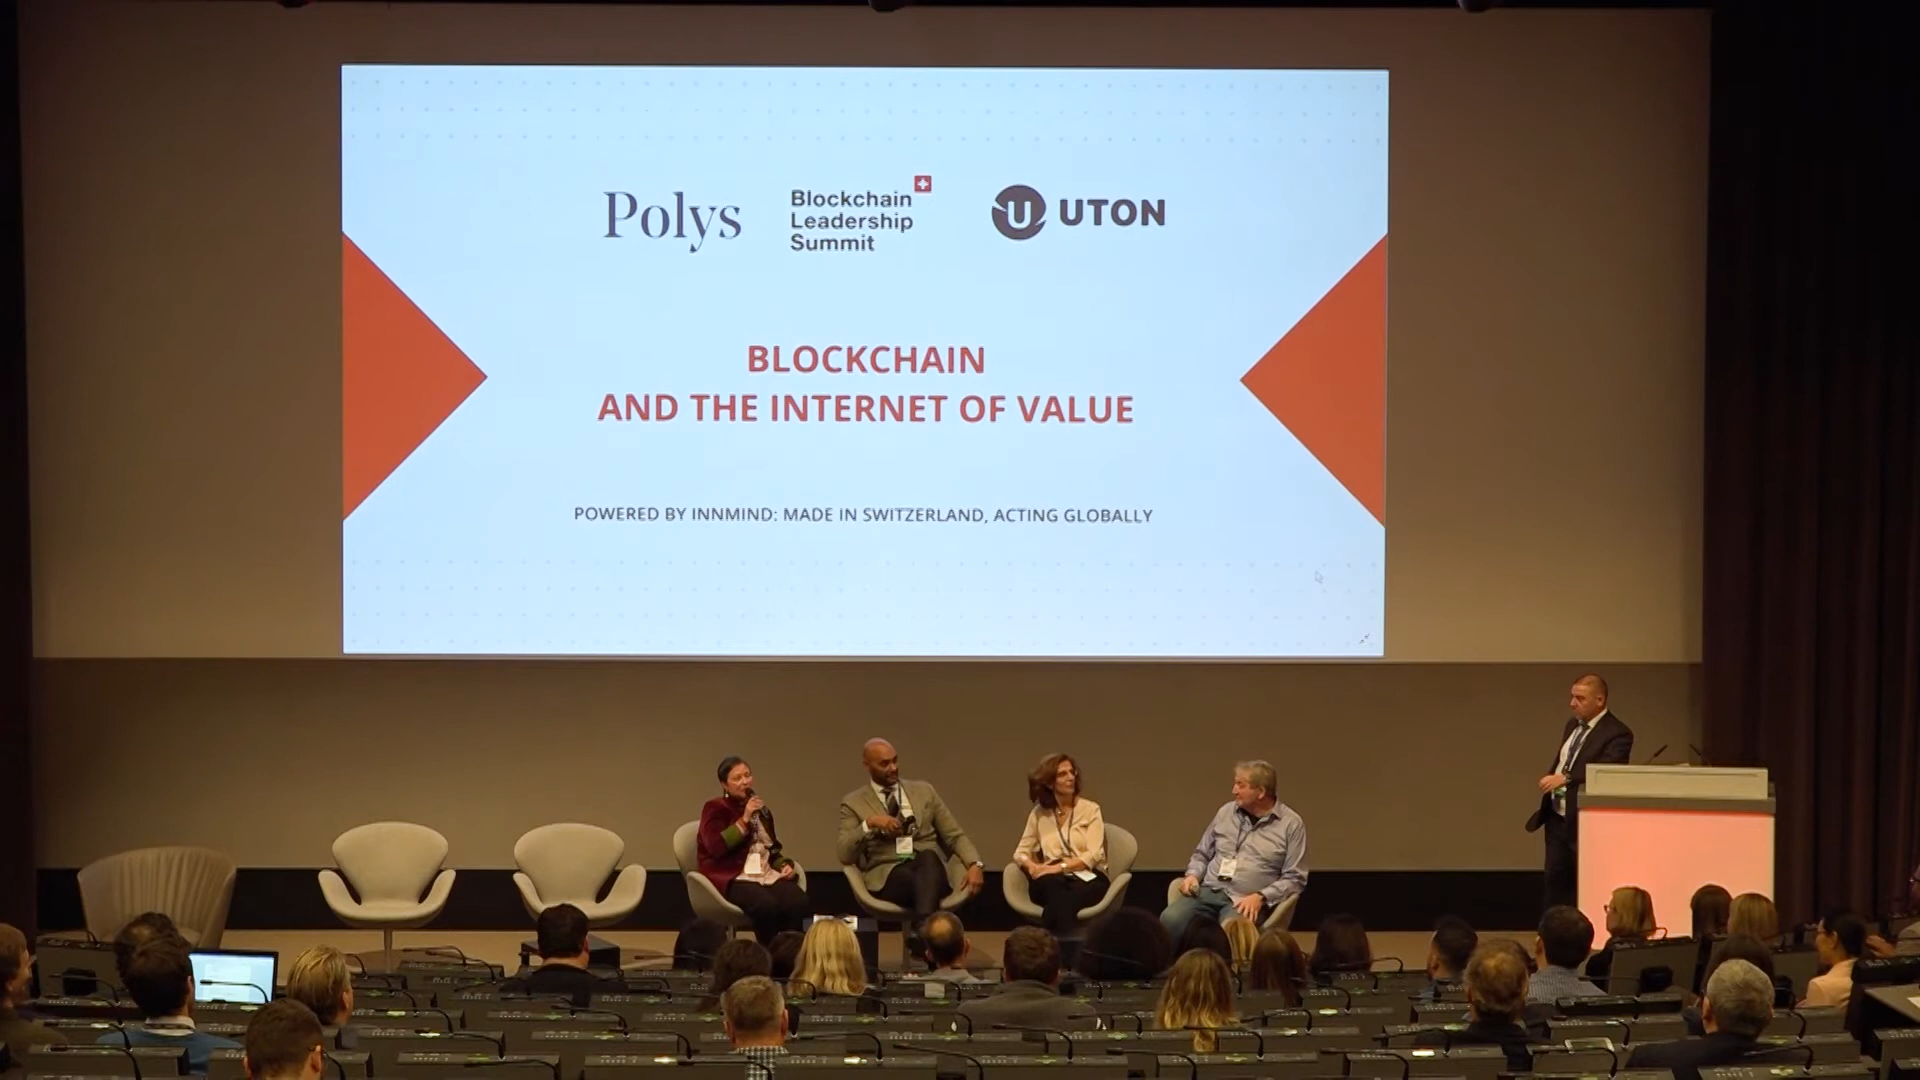 Polys
Blockchain
Leadership
Summit
U UTON
BLOCKCHAIN
AND THE INTERNET OF VALUE
POWERED BY INNMIND: MADE IN SWITZERLAND, ACTING GLOBALLY